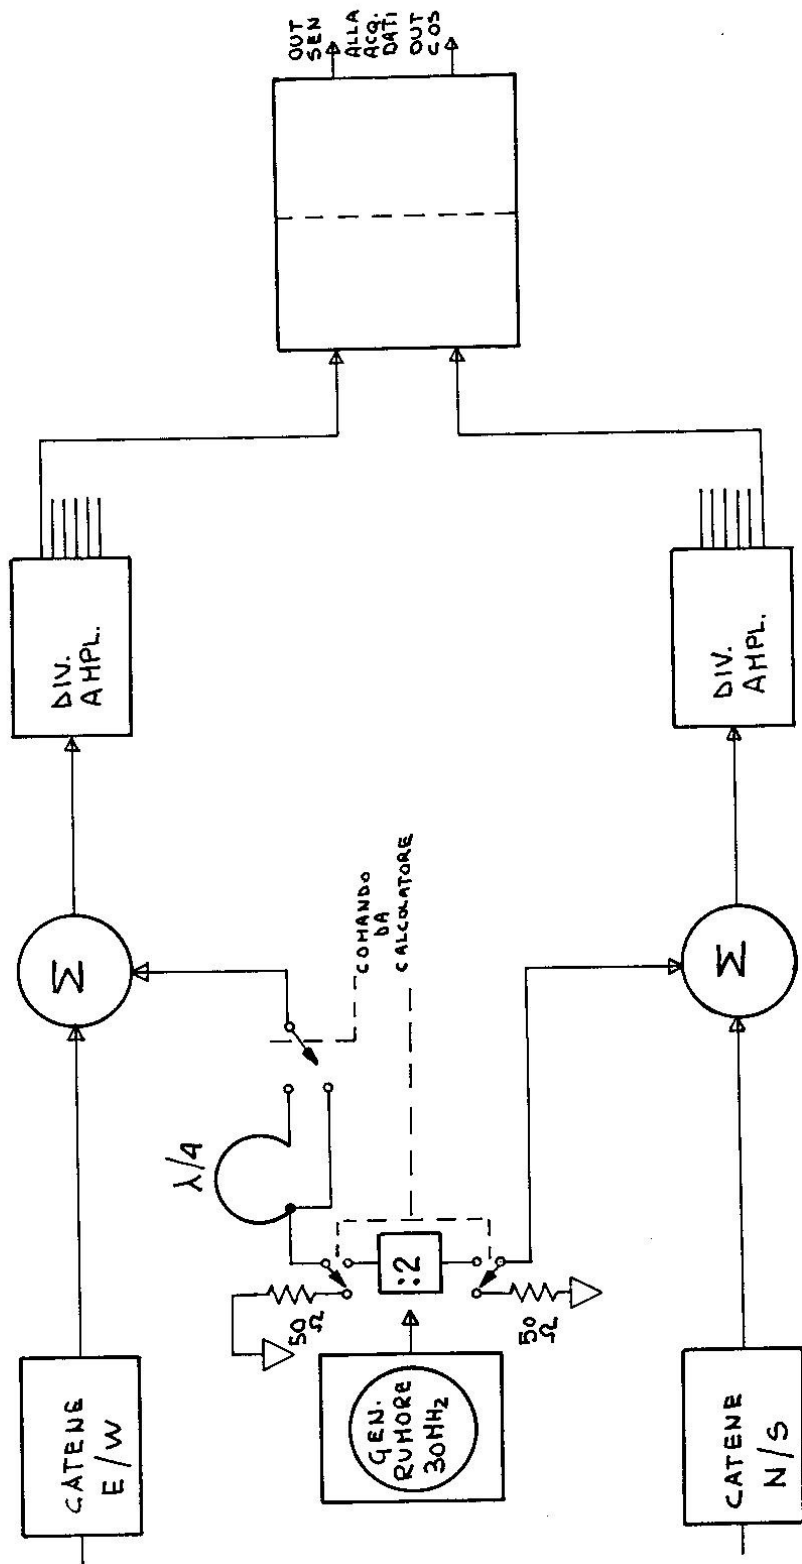 CATENE
E/W
Σ
DIV.
AMPL.
λ/4
50
Ω
GEN.
RUMORE
30MHz
:2
50
Ω
COMANDO
DA
CALCOLATORE
CATENE
N/S
Σ
DIV.
AMPL.
OUT
SEN
ALLA
ACQ.
DATI
OUT
COS